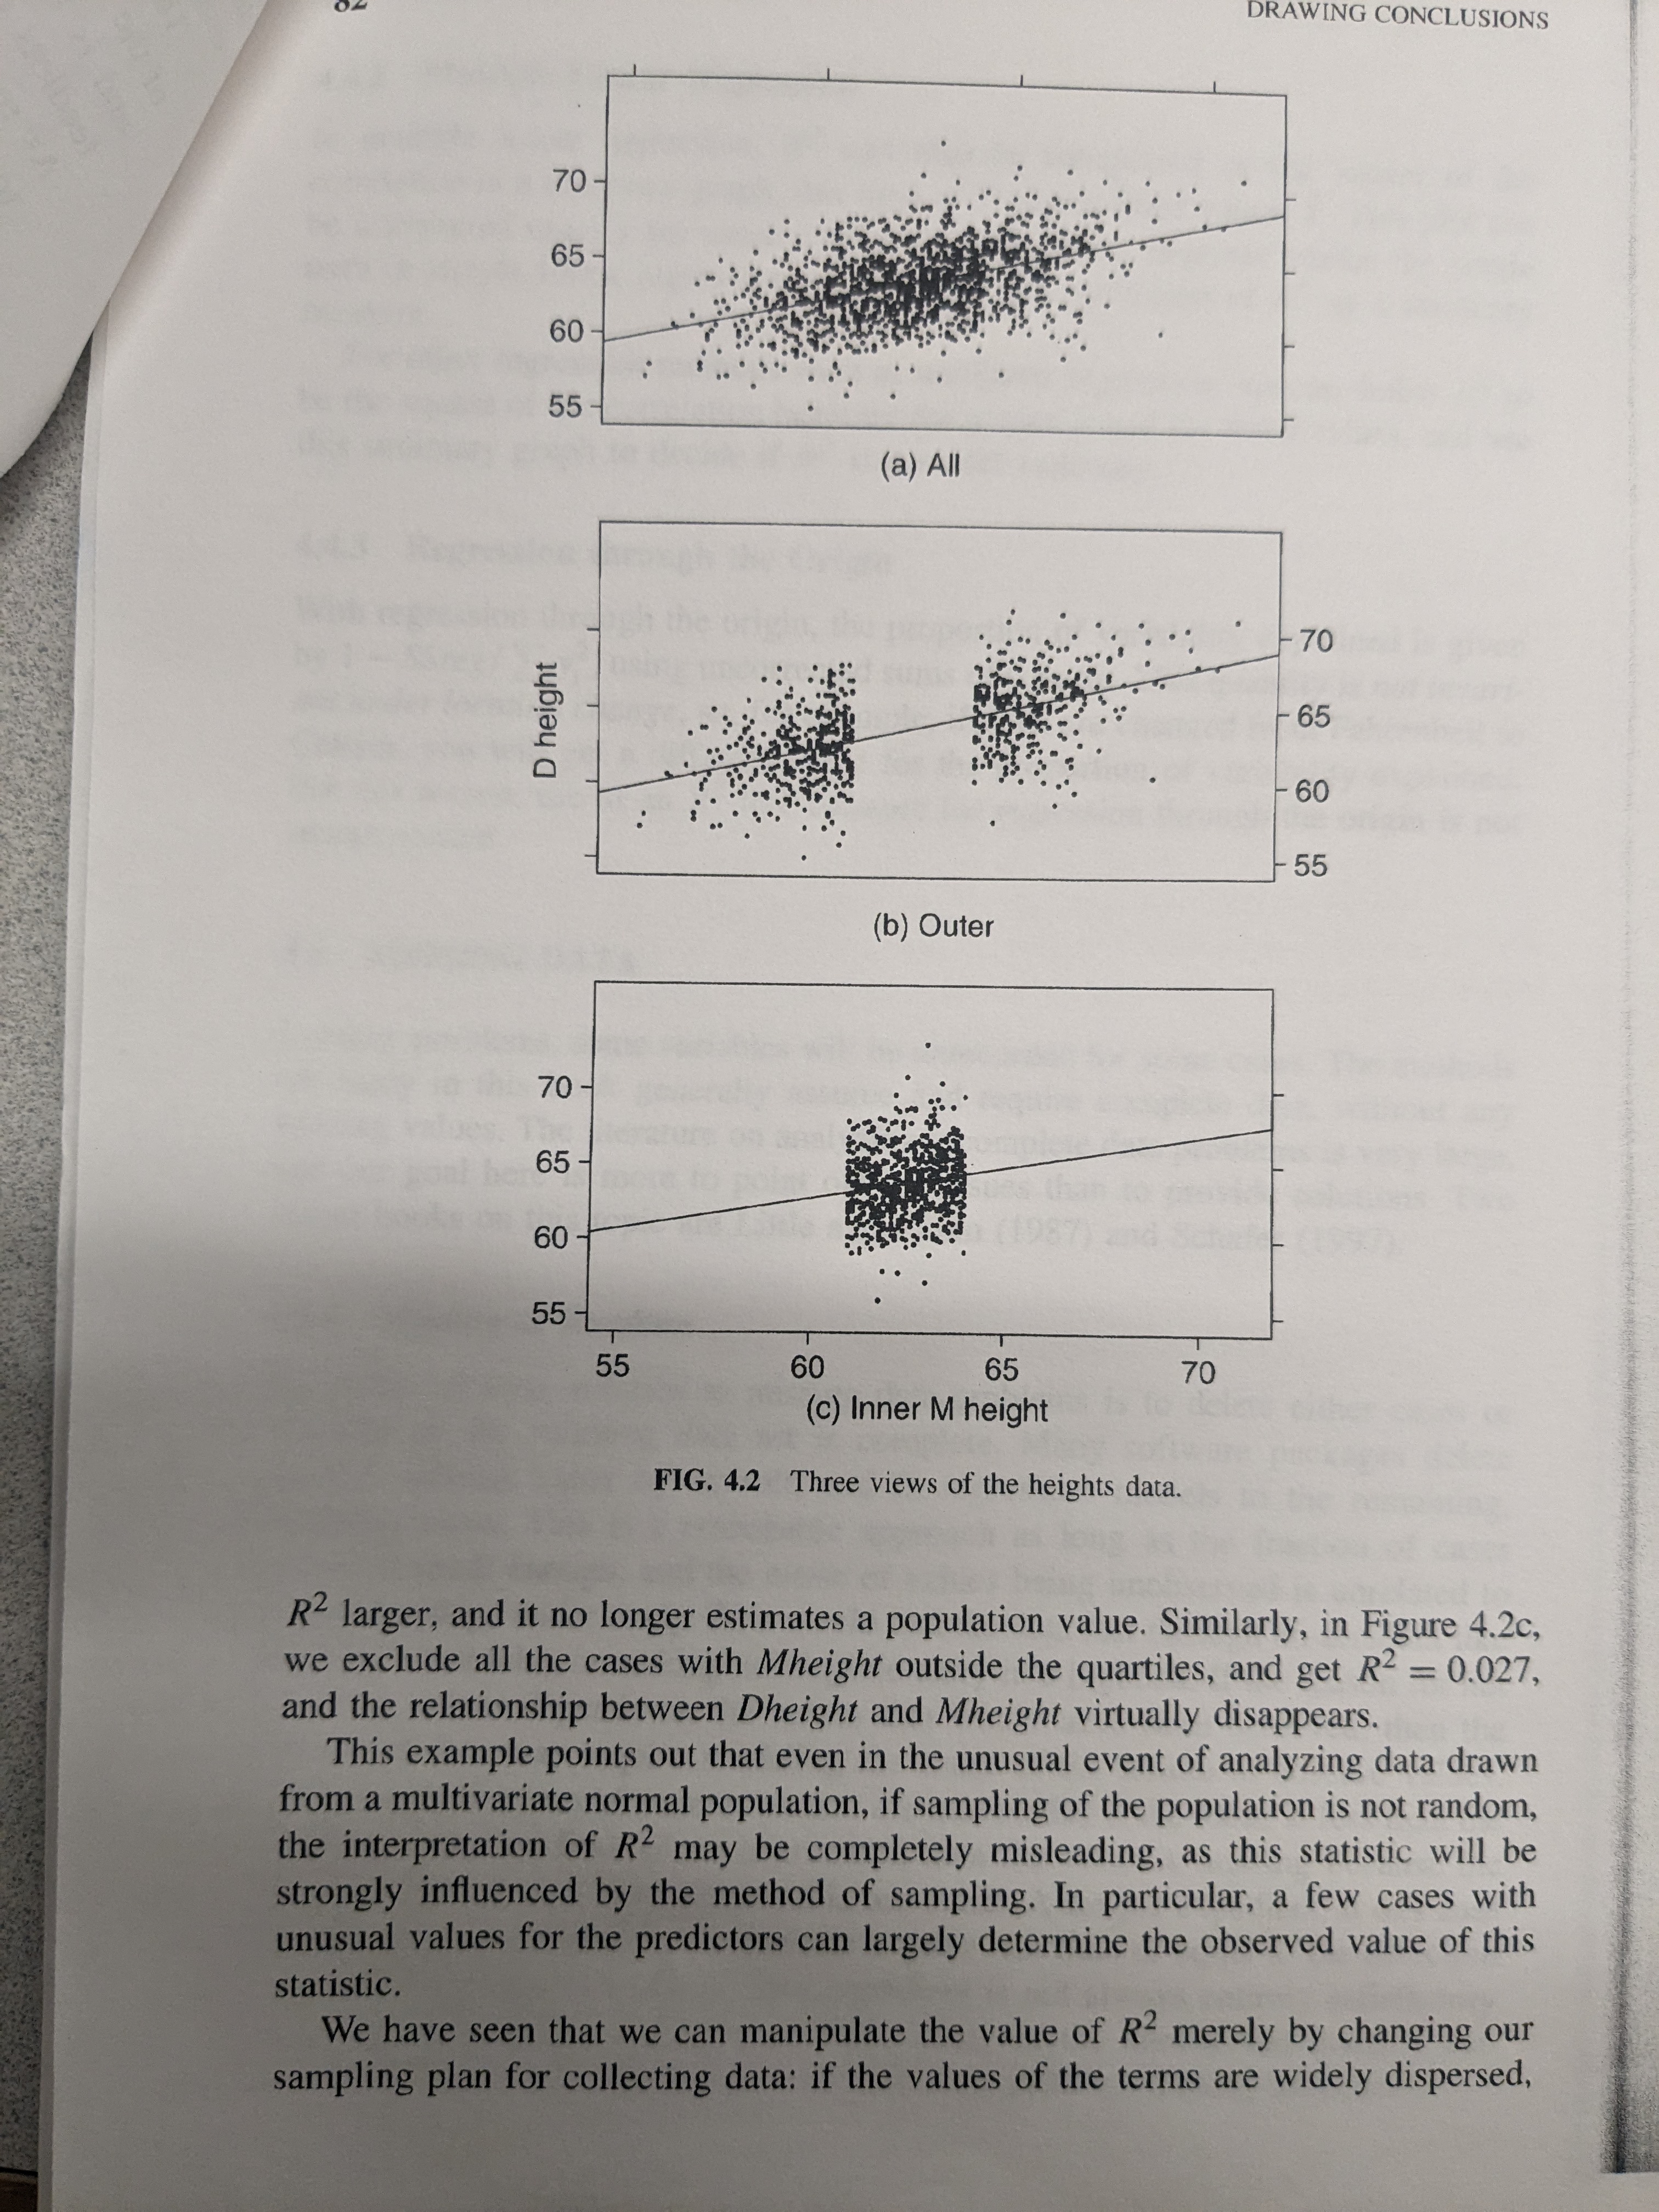 82
DRAWING CONCLUSIONS
70
65
60
55
(a) All
D height
70
65
60
55
(b) Outer
70
65
60
55
55 60 65 70
(c) Inner M height
FIG. 4.2 Three views of the heights data.
R² larger, and it no longer estimates a population value. Similarly, in Figure 4.2c,
we exclude all the cases with Mheight outside the quartiles, and get R² = 0.027,
and the relationship between Dheight and Mheight virtually disappears.
This example points out that even in the unusual event of analyzing data drawn
from a multivariate normal population, if sampling of the population is not random,
the interpretation of R² may be completely misleading, as this statistic will be
strongly influenced by the method of sampling. In particular, a few cases with
unusual values for the predictors can largely determine the observed value of this
statistic.
We have seen that we can manipulate the value of R² merely by changing our
sampling plan for collecting data: if the values of the terms are widely dispersed,